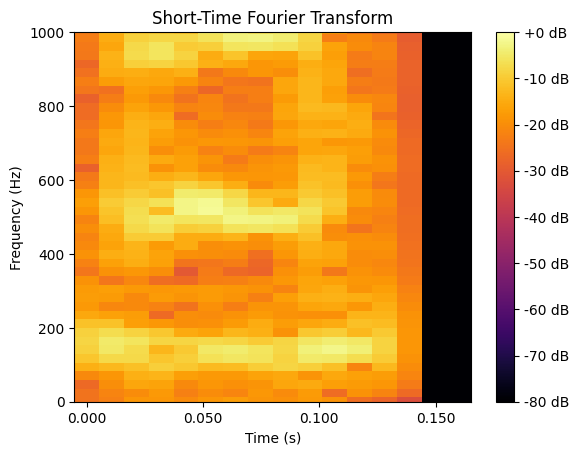 Short-Time Fourier Transform
1000
800
600
400
200
0
Frequency (Hz)
0.000
0.050
0.100
0.150
Time (s)
+0 dB
-10 dB
-20 dB
-30 dB
-40 dB
-50 dB
-60 dB
-70 dB
-80 dB